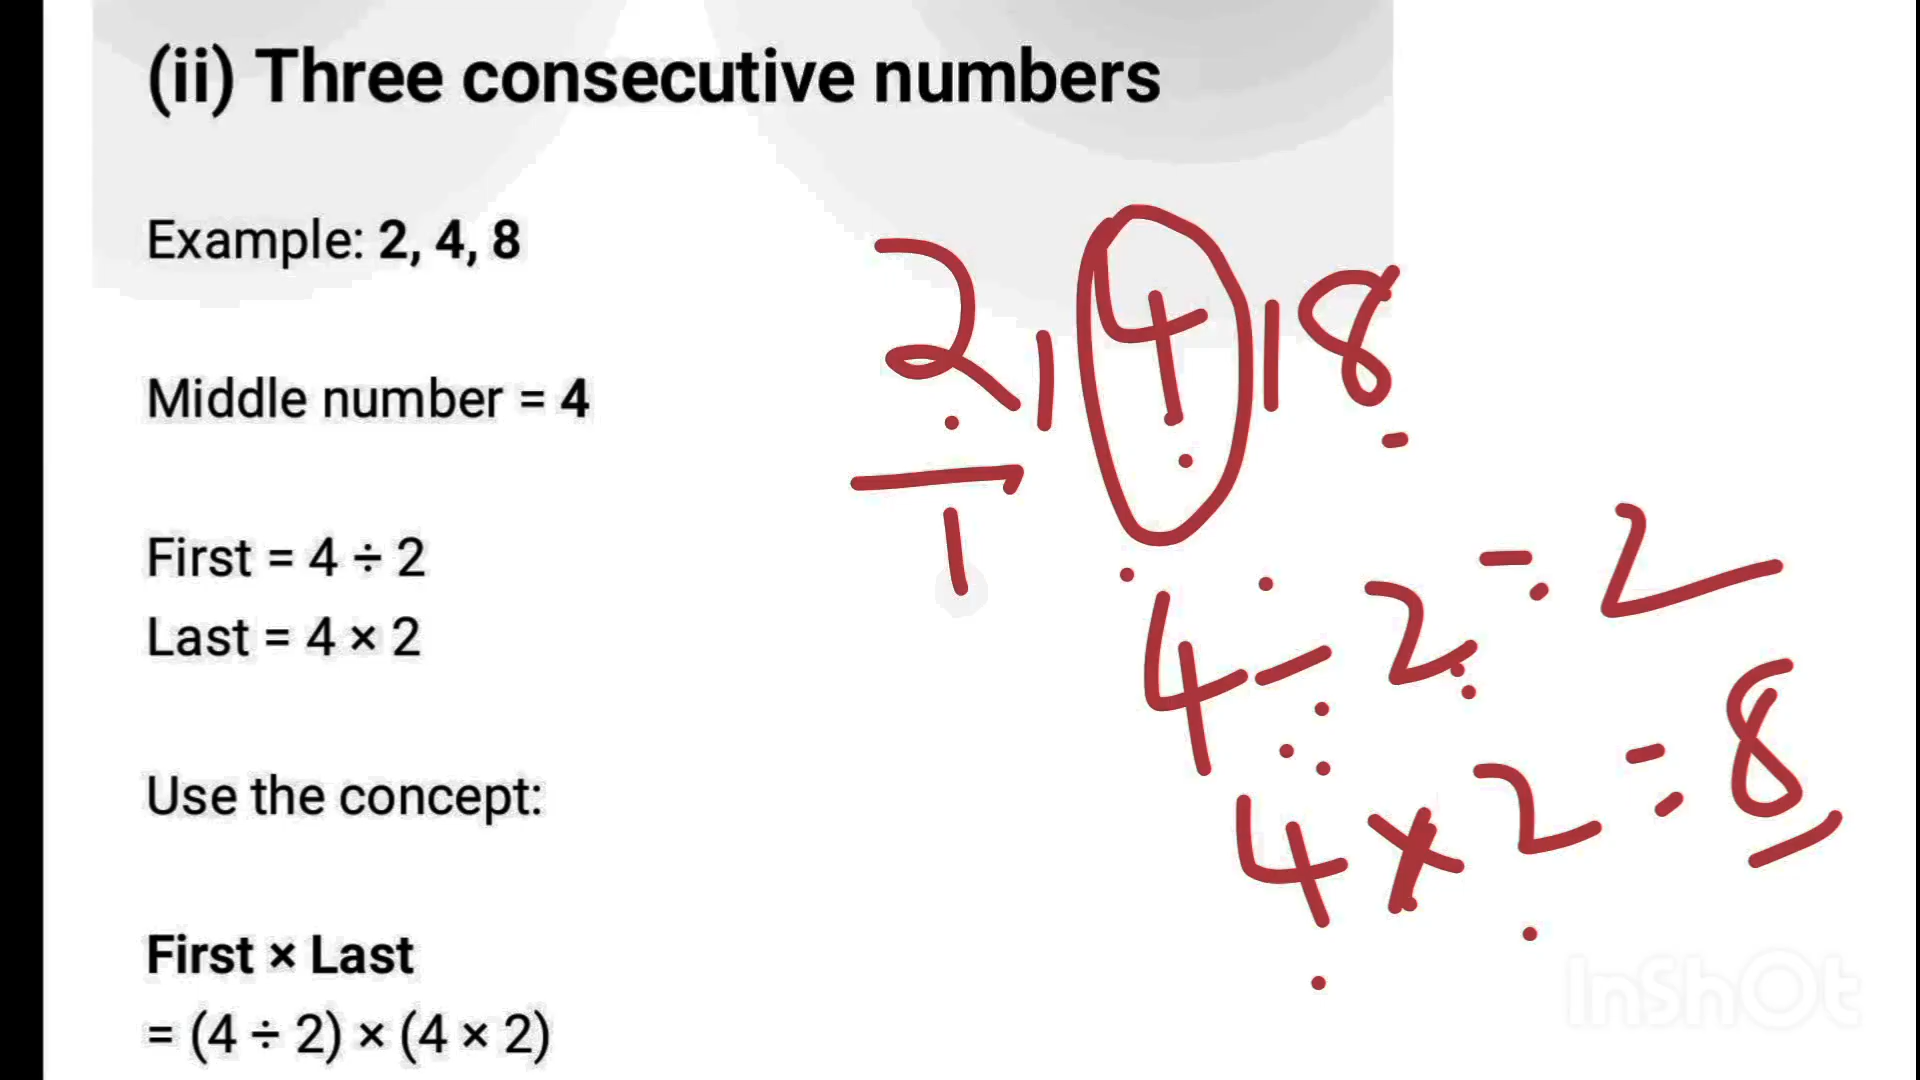 (ii) Three consecutive numbers
Example: 2, 4, 8
2, 4, 8
Middle number = 4
First = 4 ÷ 2
1
4 - 2 = 2
Last = 4 × 2
4 × 2 = 8
Use the concept:
First × Last
= (4 ÷ 2) × (4 × 2)
InShOt